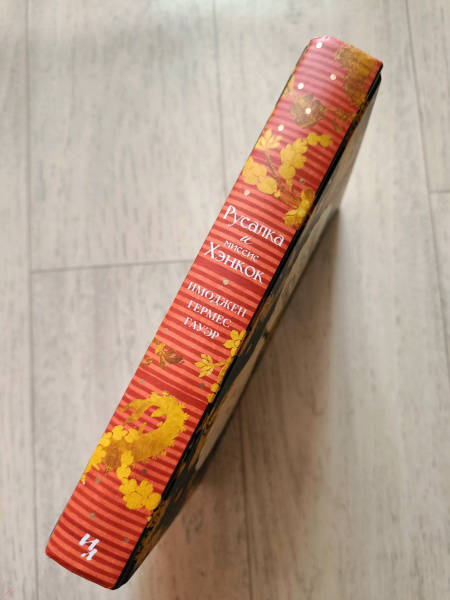 Русалка
и
миссис
Хэнкок
Имоджен
Гермес
Гауэр